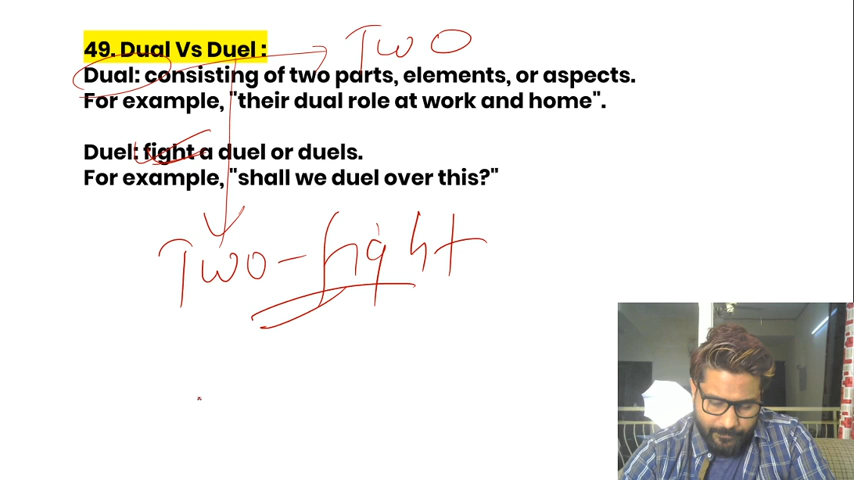 49. Dual Vs Duel :
TWO
Dual: consisting of two parts, elements, or aspects.
For example, "their dual role at work and home".
Duel: fight a duel or duels.
For example, "shall we duel over this?"
Two-fight